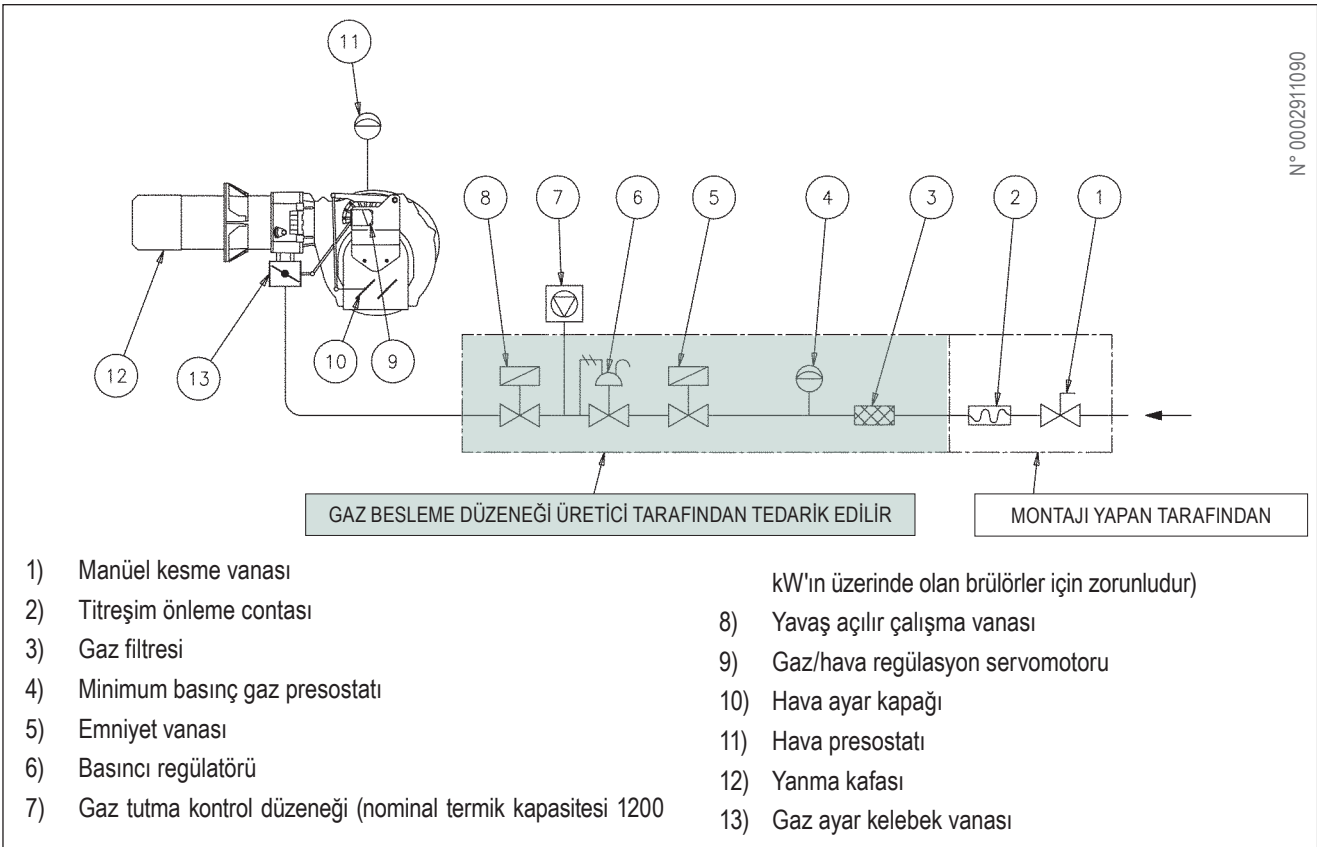 N° 0002911090
11
8
7
6
5
4
3
2
1
12
13
10
9
GAZ BESLEME DÜZENEĞİ ÜRETİCİ TARAFINDAN TEDARİK EDİLİR
MONTAJI YAPAN TARAFINDAN
1) Manüel kesme vanası
2) Titreşim önleme contası
3) Gaz filtresi
4) Minimum basınç gaz presostatı
5) Emniyet vanası
6) Basıncı regülatörü
7) Gaz tutma kontrol düzeneği (nominal termik kapasitesi 1200
kW'ın üzerinde olan brülörler için zorunludur)
8) Yavaş açılır çalışma vanası
9) Gaz/hava regülasyon servomotoru
10) Hava ayar kapağı
11) Hava presostatı
12) Yanma kafası
13) Gaz ayar kelebek vanası